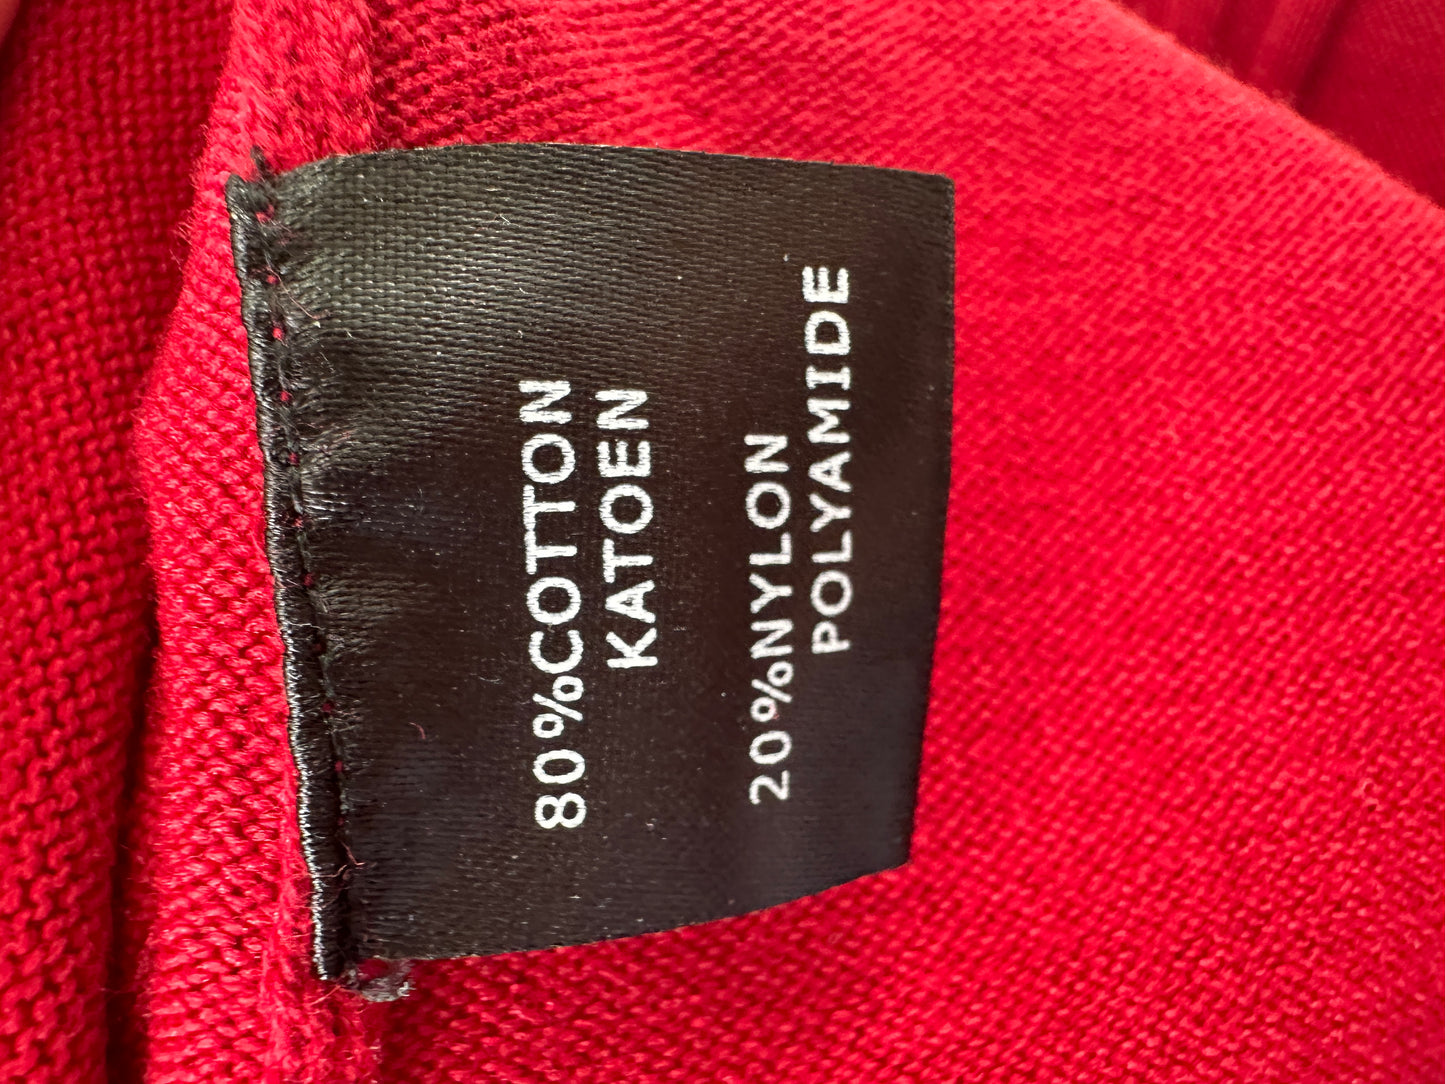 80%COTTON
KATOEN
20%NYLON
POLYAMIDE